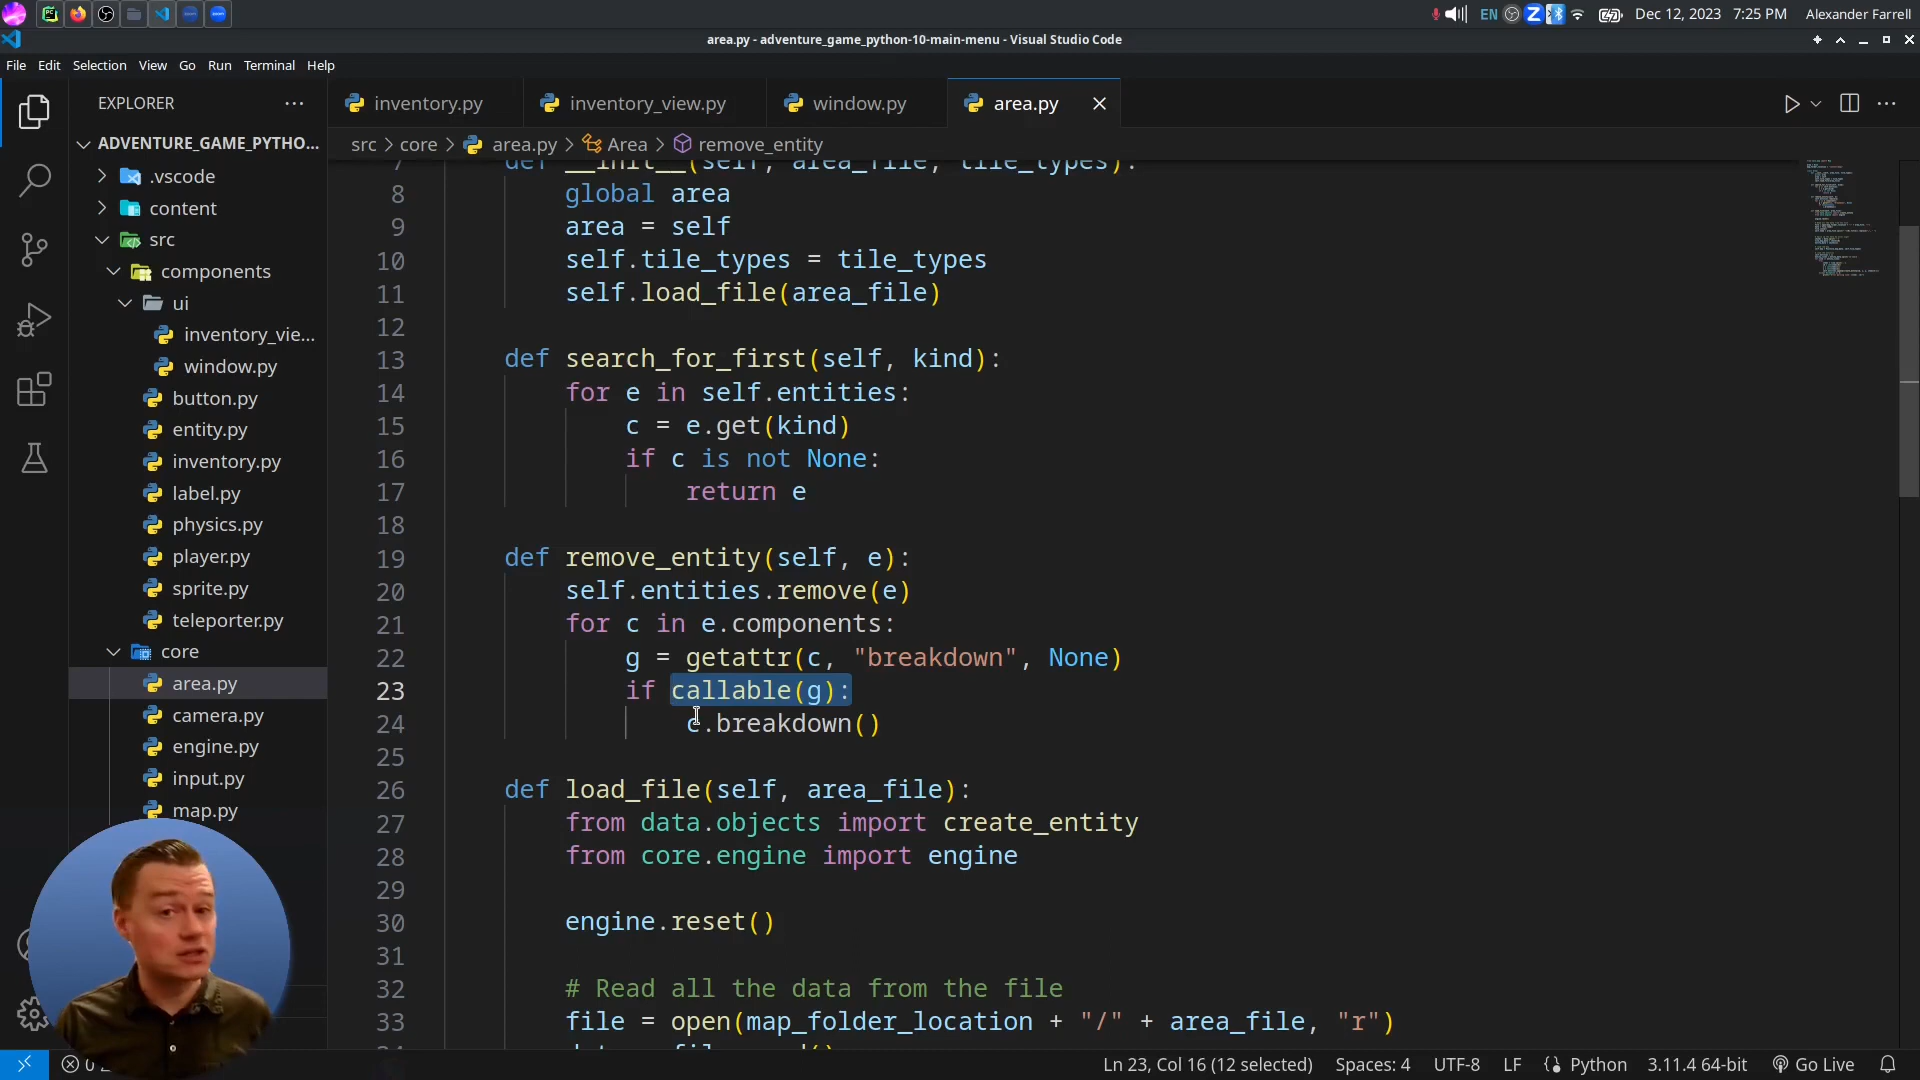 EN
Dec 12, 2023 7:25 PM Alexander Farrell
area.py - adventure_game_python-10-main-menu - Visual Studio Code
File Edit Selection View Go Run Terminal Help
EXPLORER
inventory.py inventory_view.py window.py area.py
ADVENTURE_GAME_PYTHO...
src > core > area.py > Area > remove_entity
.vscode
content
src
components
ui
inventory_vie...
window.py
button.py
entity.py
inventory.py
label.py
physics.py
player.py
sprite.py
teleporter.py
core
area.py
camera.py
engine.py
input.py
map.py
7 def __init__(self, area_file, tile_types):
8 global area
9 area = self
10 self.tile_types = tile_types
11 self.load_file(area_file)
12
13 def search_for_first(self, kind):
14 for e in self.entities:
15 c = e.get(kind)
16 if c is not None:
17 return e
18
19 def remove_entity(self, e):
20 self.entities.remove(e)
21 for c in e.components:
22 g = getattr(c, "breakdown", None)
23 if callable(g):
24 c.breakdown()
25
26 def load_file(self, area_file):
27 from data.objects import create_entity
28 from core.engine import engine
29
30 engine.reset()
31
32 # Read all the data from the file
33 file = open(map_folder_location + "/" + area_file, "r")
0
Ln 23, Col 16 (12 selected) Spaces: 4 UTF-8 LF Python 3.11.4 64-bit Go Live